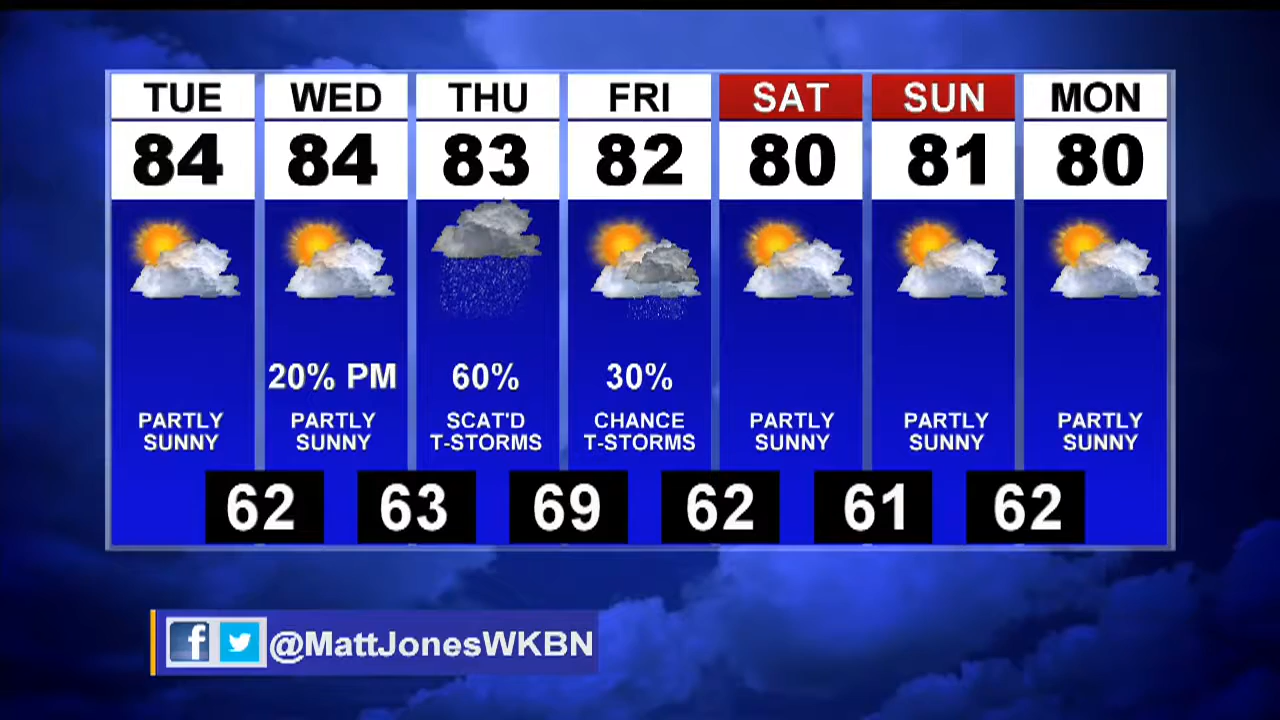 TUE WED THU FRI SAT SUN MON
84 84 83 82 80 81 80
20% PM 60% 30%
PARTLY SUNNY PARTLY SUNNY SCAT'D T-STORMS CHANCE T-STORMS PARTLY SUNNY PARTLY SUNNY PARTLY SUNNY
62 63 69 62 61 62
@MattJonesWKBN